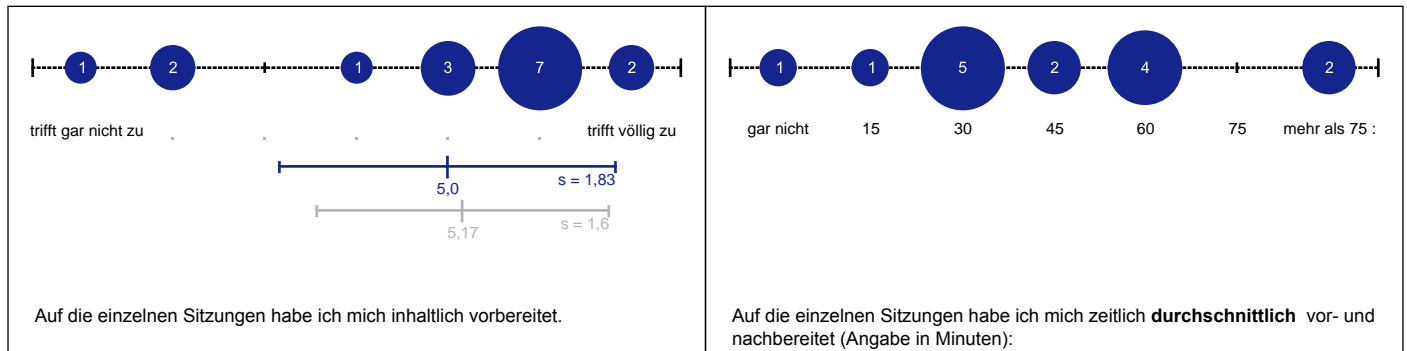 1 2 1 3 7 2
trifft gar nicht zu . . . . . trifft völlig zu
5,0 s = 1,83
5,17 s = 1,6
Auf die einzelnen Sitzungen habe ich mich inhaltlich vorbereitet.
1 1 5 2 4 2
gar nicht 15 30 45 60 75 mehr als 75 :
Auf die einzelnen Sitzungen habe ich mich zeitlich durchschnittlich vor- und
nachbereitet (Angabe in Minuten):